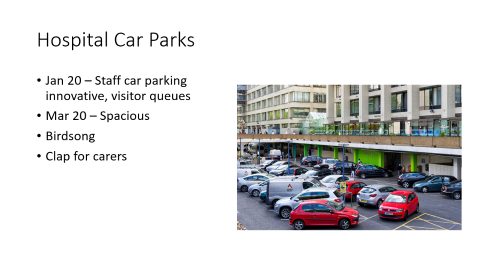 Hospital Car Parks
• Jan 20 – Staff car parking
innovative, visitor queues
• Mar 20 – Spacious
• Birdsong
• Clap for carers